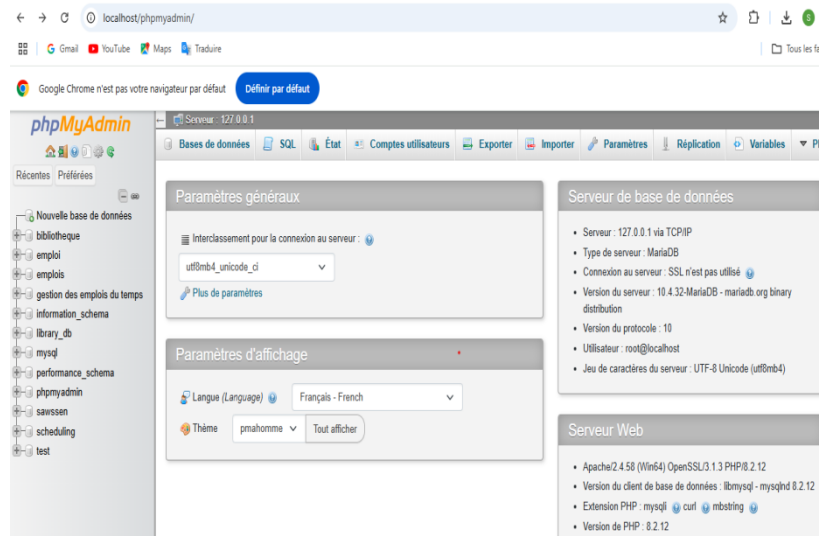 localhost/phpmyadmin/
Gmail YouTube Maps Traduire
Tous les fa
Google Chrome n'est pas votre navigateur par défaut Définir par défaut
phpMyAdmin
Récentes Préférées
Nouvelle base de données
bibliotheque
emploi
emplois
gestion des emplois du temps
information_schema
library_db
mysql
performance_schema
phpmyadmin
sawssen
scheduling
test
Serveur : 127.0.0.1
Bases de données SQL État Comptes utilisateurs Exporter Importer Paramètres Réplication Variables Pl
Paramètres généraux
Interclassement pour la connexion au serveur :
utf8mb4_unicode_ci
Plus de paramètres
Paramètres d'affichage
Langue (Language) Français - French
Thème pmahomme Tout afficher
Serveur de base de données
• Serveur : 127.0.0.1 via TCP/IP
• Type de serveur : MariaDB
• Connexion au serveur : SSL n'est pas utilisé
• Version du serveur : 10.4.32-MariaDB - mariadb.org binary
distribution
• Version du protocole : 10
• Utilisateur : root@localhost
• Jeu de caractères du serveur : UTF-8 Unicode (utf8mb4)
Serveur Web
• Apache/2.4.58 (Win64) OpenSSL/3.1.3 PHP/8.2.12
• Version du client de base de données : libmysql - mysqlnd 8.2.12
• Extension PHP : mysqli curl mbstring
• Version de PHP : 8.2.12